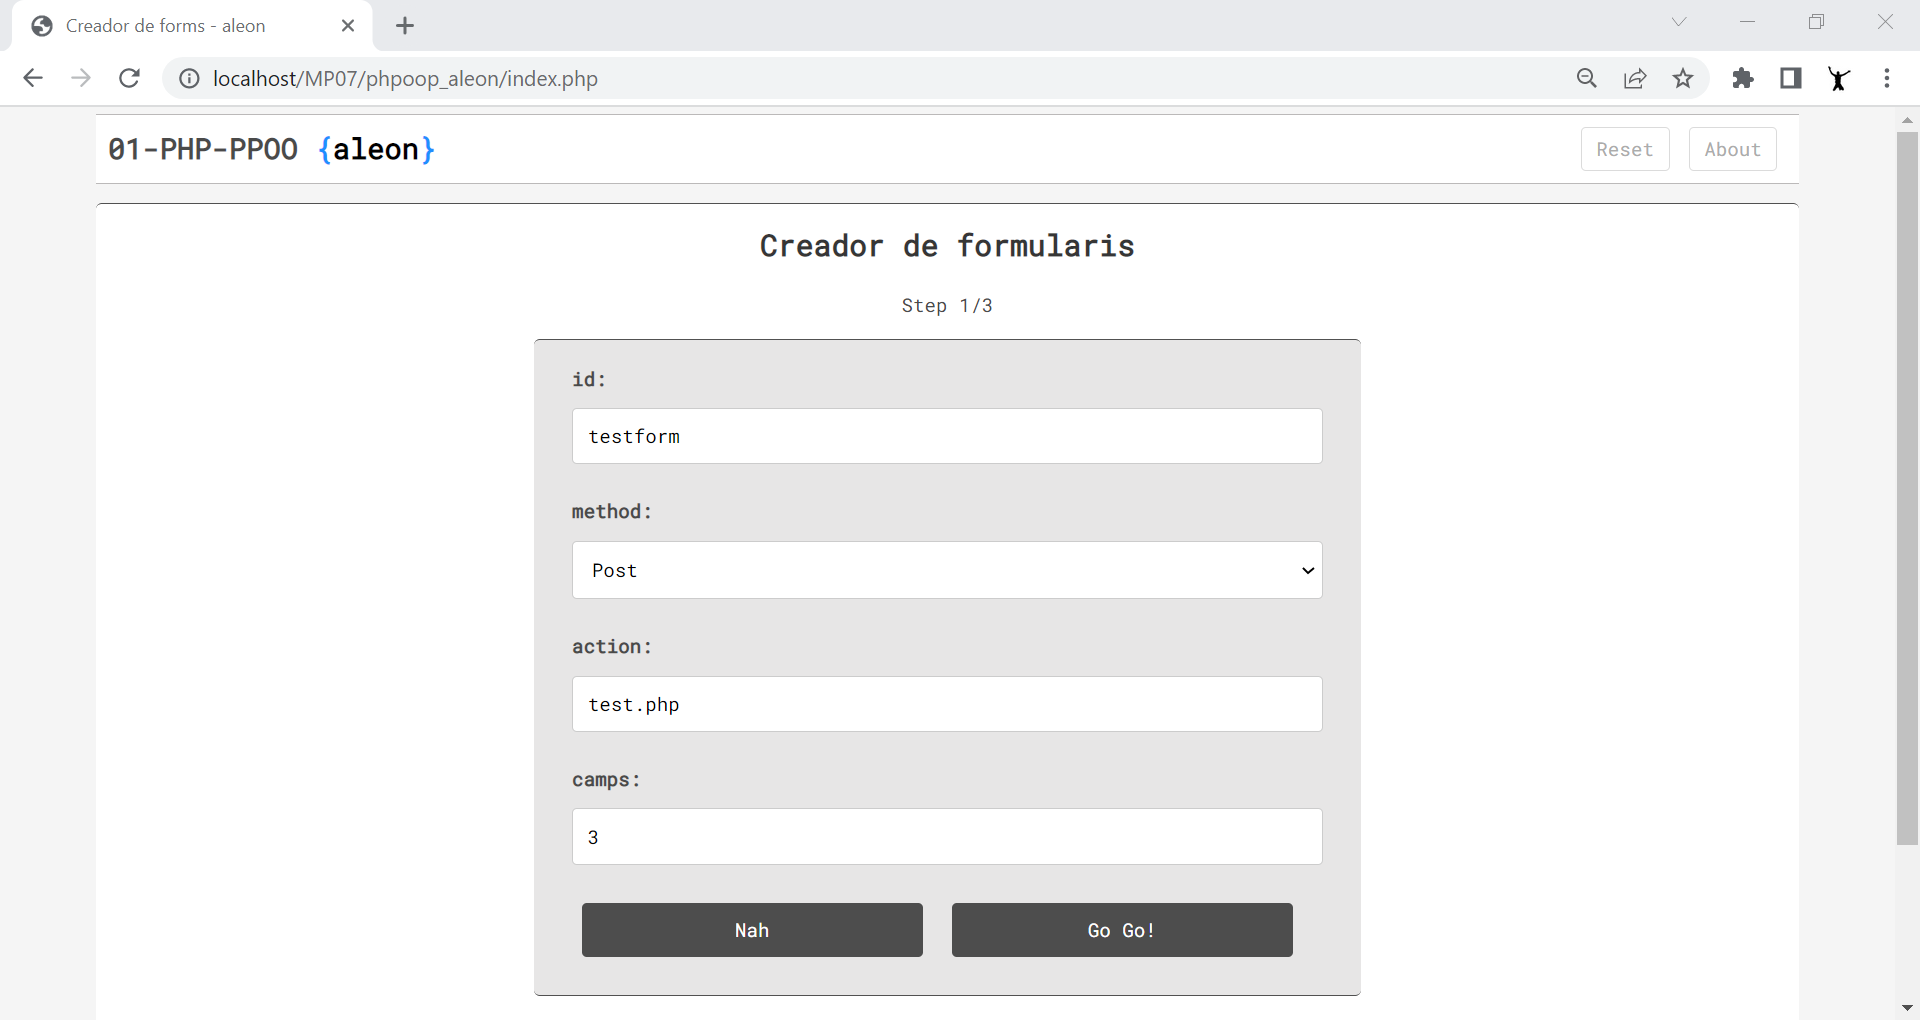 Creador de forms - aleon
localhost/MP07/phpoop_aleon/index.php
01-PHP-PPOO {aleon}
Reset
About
Creador de formularis
Step 1/3
id:
testform
method:
Post
action:
test.php
camps:
3
Nah
Go Go!